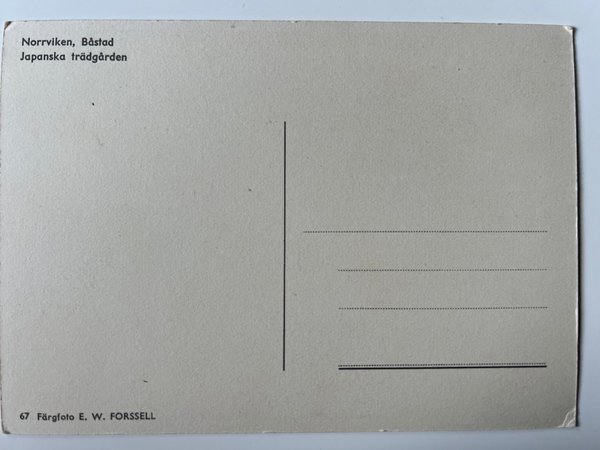 Norrviken, Båstad
Japanska trädgården
67 Färgfoto E. W. FORSSELL